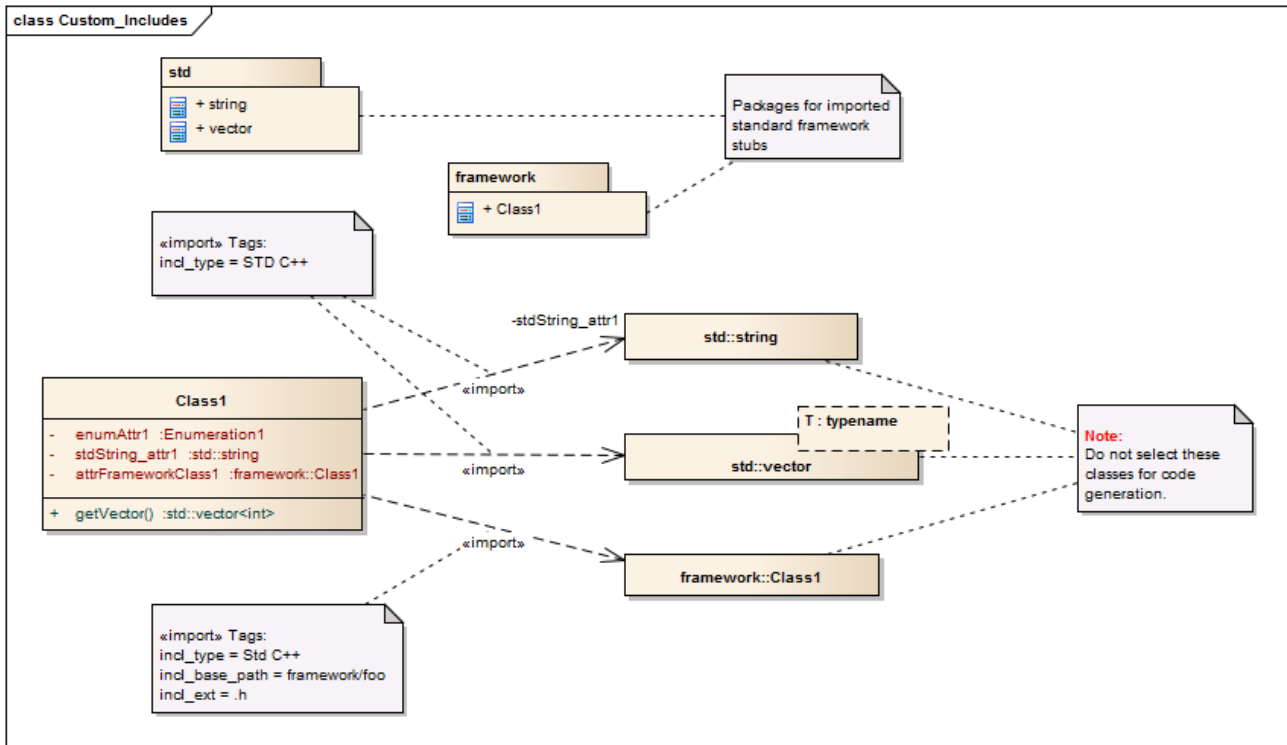 class Custom_Includes
std
+ string
+ vector
Packages for imported
standard framework
stubs
framework
+ Class1
«import» Tags:
incl_type = STD C++
-stdString_attr1
std::string
«import»
Class1
- enumAttr1 :Enumeration1
- stdString_attr1 :std::string
- attrFrameworkClass1 :framework::Class1
+ getVector() :std::vector<int>
T : typename
std::vector
«import»
Note:
Do not select these
classes for code
generation.
«import»
framework::Class1
«import» Tags:
incl_type = Std C++
incl_base_path = framework/foo
incl_ext = .h